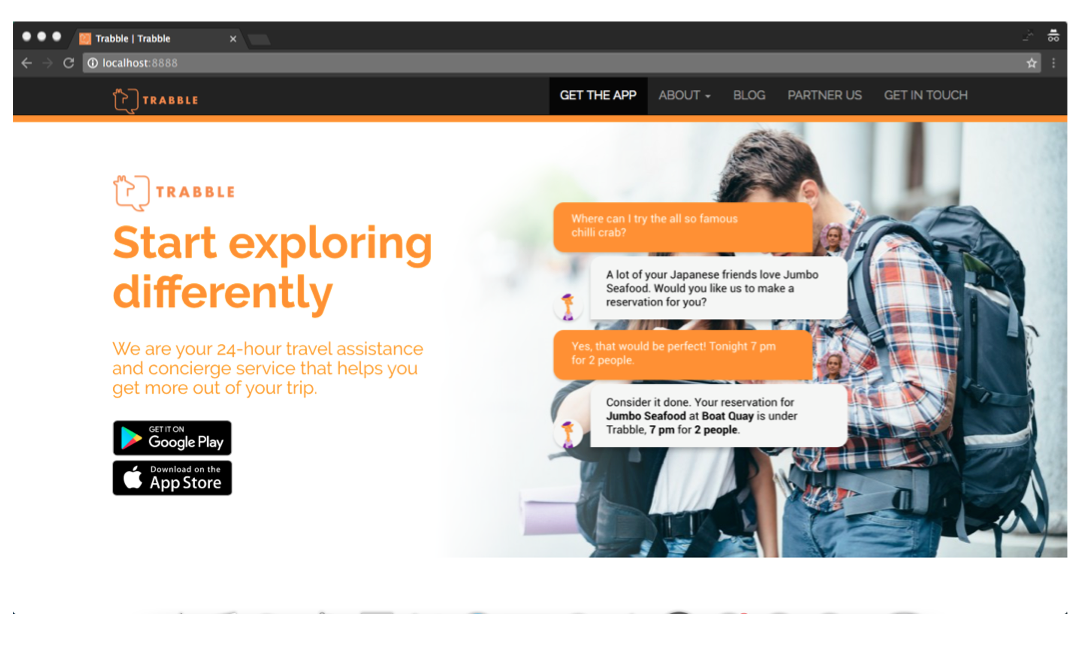 Trabble | Trabble
localhost:8888
TRABBLE
GET THE APP
ABOUT
BLOG
PARTNER US
GET IN TOUCH
TRABBLE
Start exploring
differently
We are your 24-hour travel assistance
and concierge service that helps you
get more out of your trip.
GET IT ON
Google Play
Download on the
App Store
Where can I try the all so famous
chilli crab?
A lot of your Japanese friends love Jumbo
Seafood. Would you like us to make a
reservation for you?
Yes, that would be perfect! Tonight 7 pm
for 2 people.
Consider it done. Your reservation for
Jumbo Seafood at Boat Quay is under
Trabble, 7 pm for 2 people.